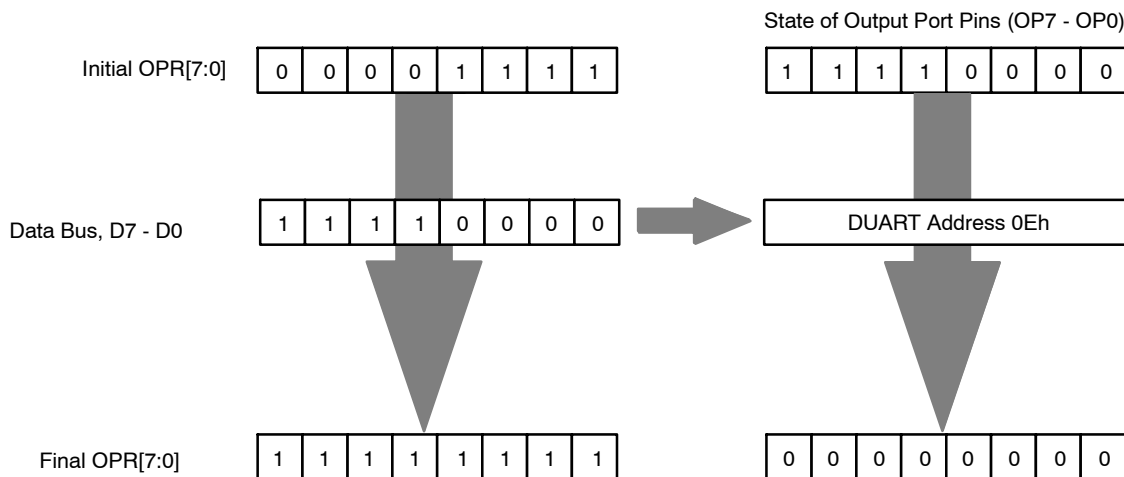 State of Output Port Pins (OP7 - OP0)
Initial OPR[7:0] 0 0 0 0 1 1 1 1 1 1 1 1 0 0 0 0
Data Bus, D7 - D0 1 1 1 1 0 0 0 0 DUART Address 0Eh
Final OPR[7:0] 1 1 1 1 1 1 1 1 0 0 0 0 0 0 0 0